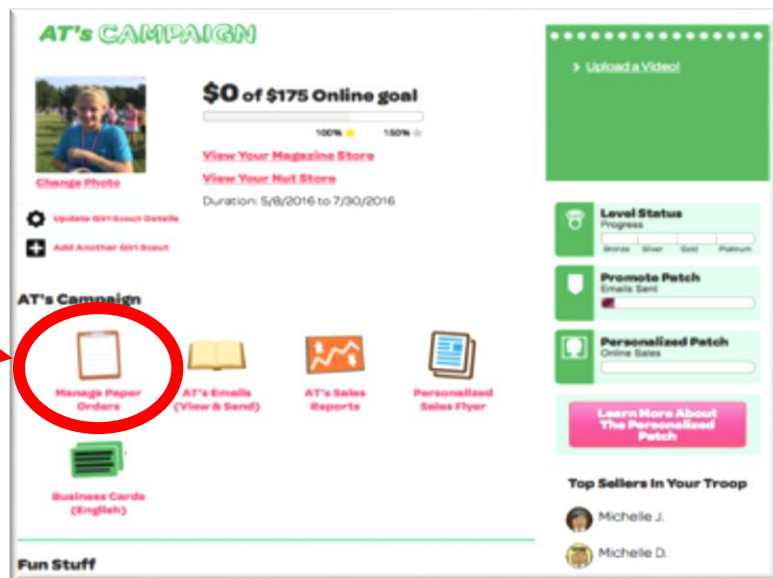 AT's CAMPAIGN
$0 of $175 Online goal
100% 150%
View Your Magazine Store
View Your Nut Store
Duration: 5/8/2016 to 7/30/2016
Change Photo
Update Girl Scout Details
Add Another Girl Scout
> Upload a Video!
Level Status
Progress
Bronze Silver Gold Platinum
Promote Patch
Emails Sent
Personalized Patch
Online Sales
Learn More About
The Personalized
Patch
AT's Campaign
Manage Paper
Orders
AT's Emails
(View & Send)
AT's Sales
Reports
Personalized
Sales Flyer
Business Cards
(English)
Top Sellers In Your Troop
Michelle J.
Michelle D.
Fun Stuff